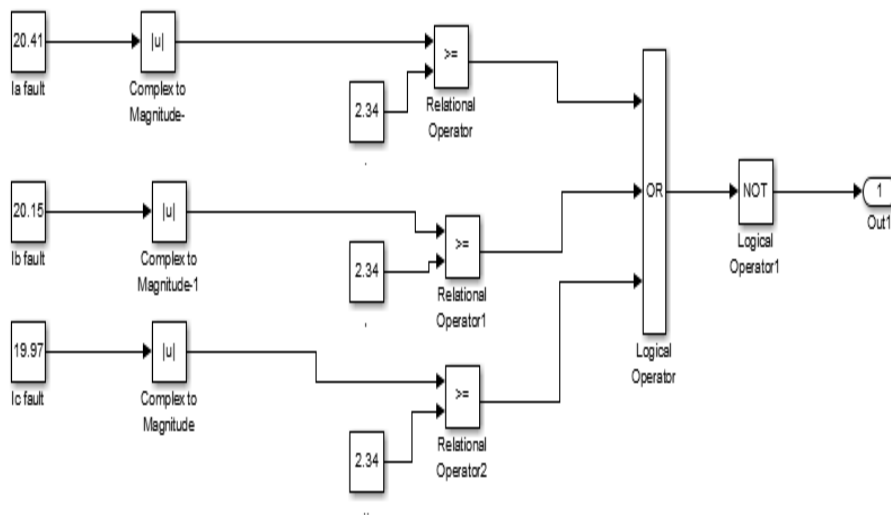 20.41
Ia fault
|u|
Complex to
Magnitude-
2.34
.
>=
Relational
Operator
20.15
Ib fault
|u|
Complex to
Magnitude-1
2.34
.
>=
Relational
Operator1
19.97
Ic fault
|u|
Complex to
Magnitude
2.34
..
>=
Relational
Operator2
OR
Logical
Operator
NOT
Logical
Operator1
1
Out1